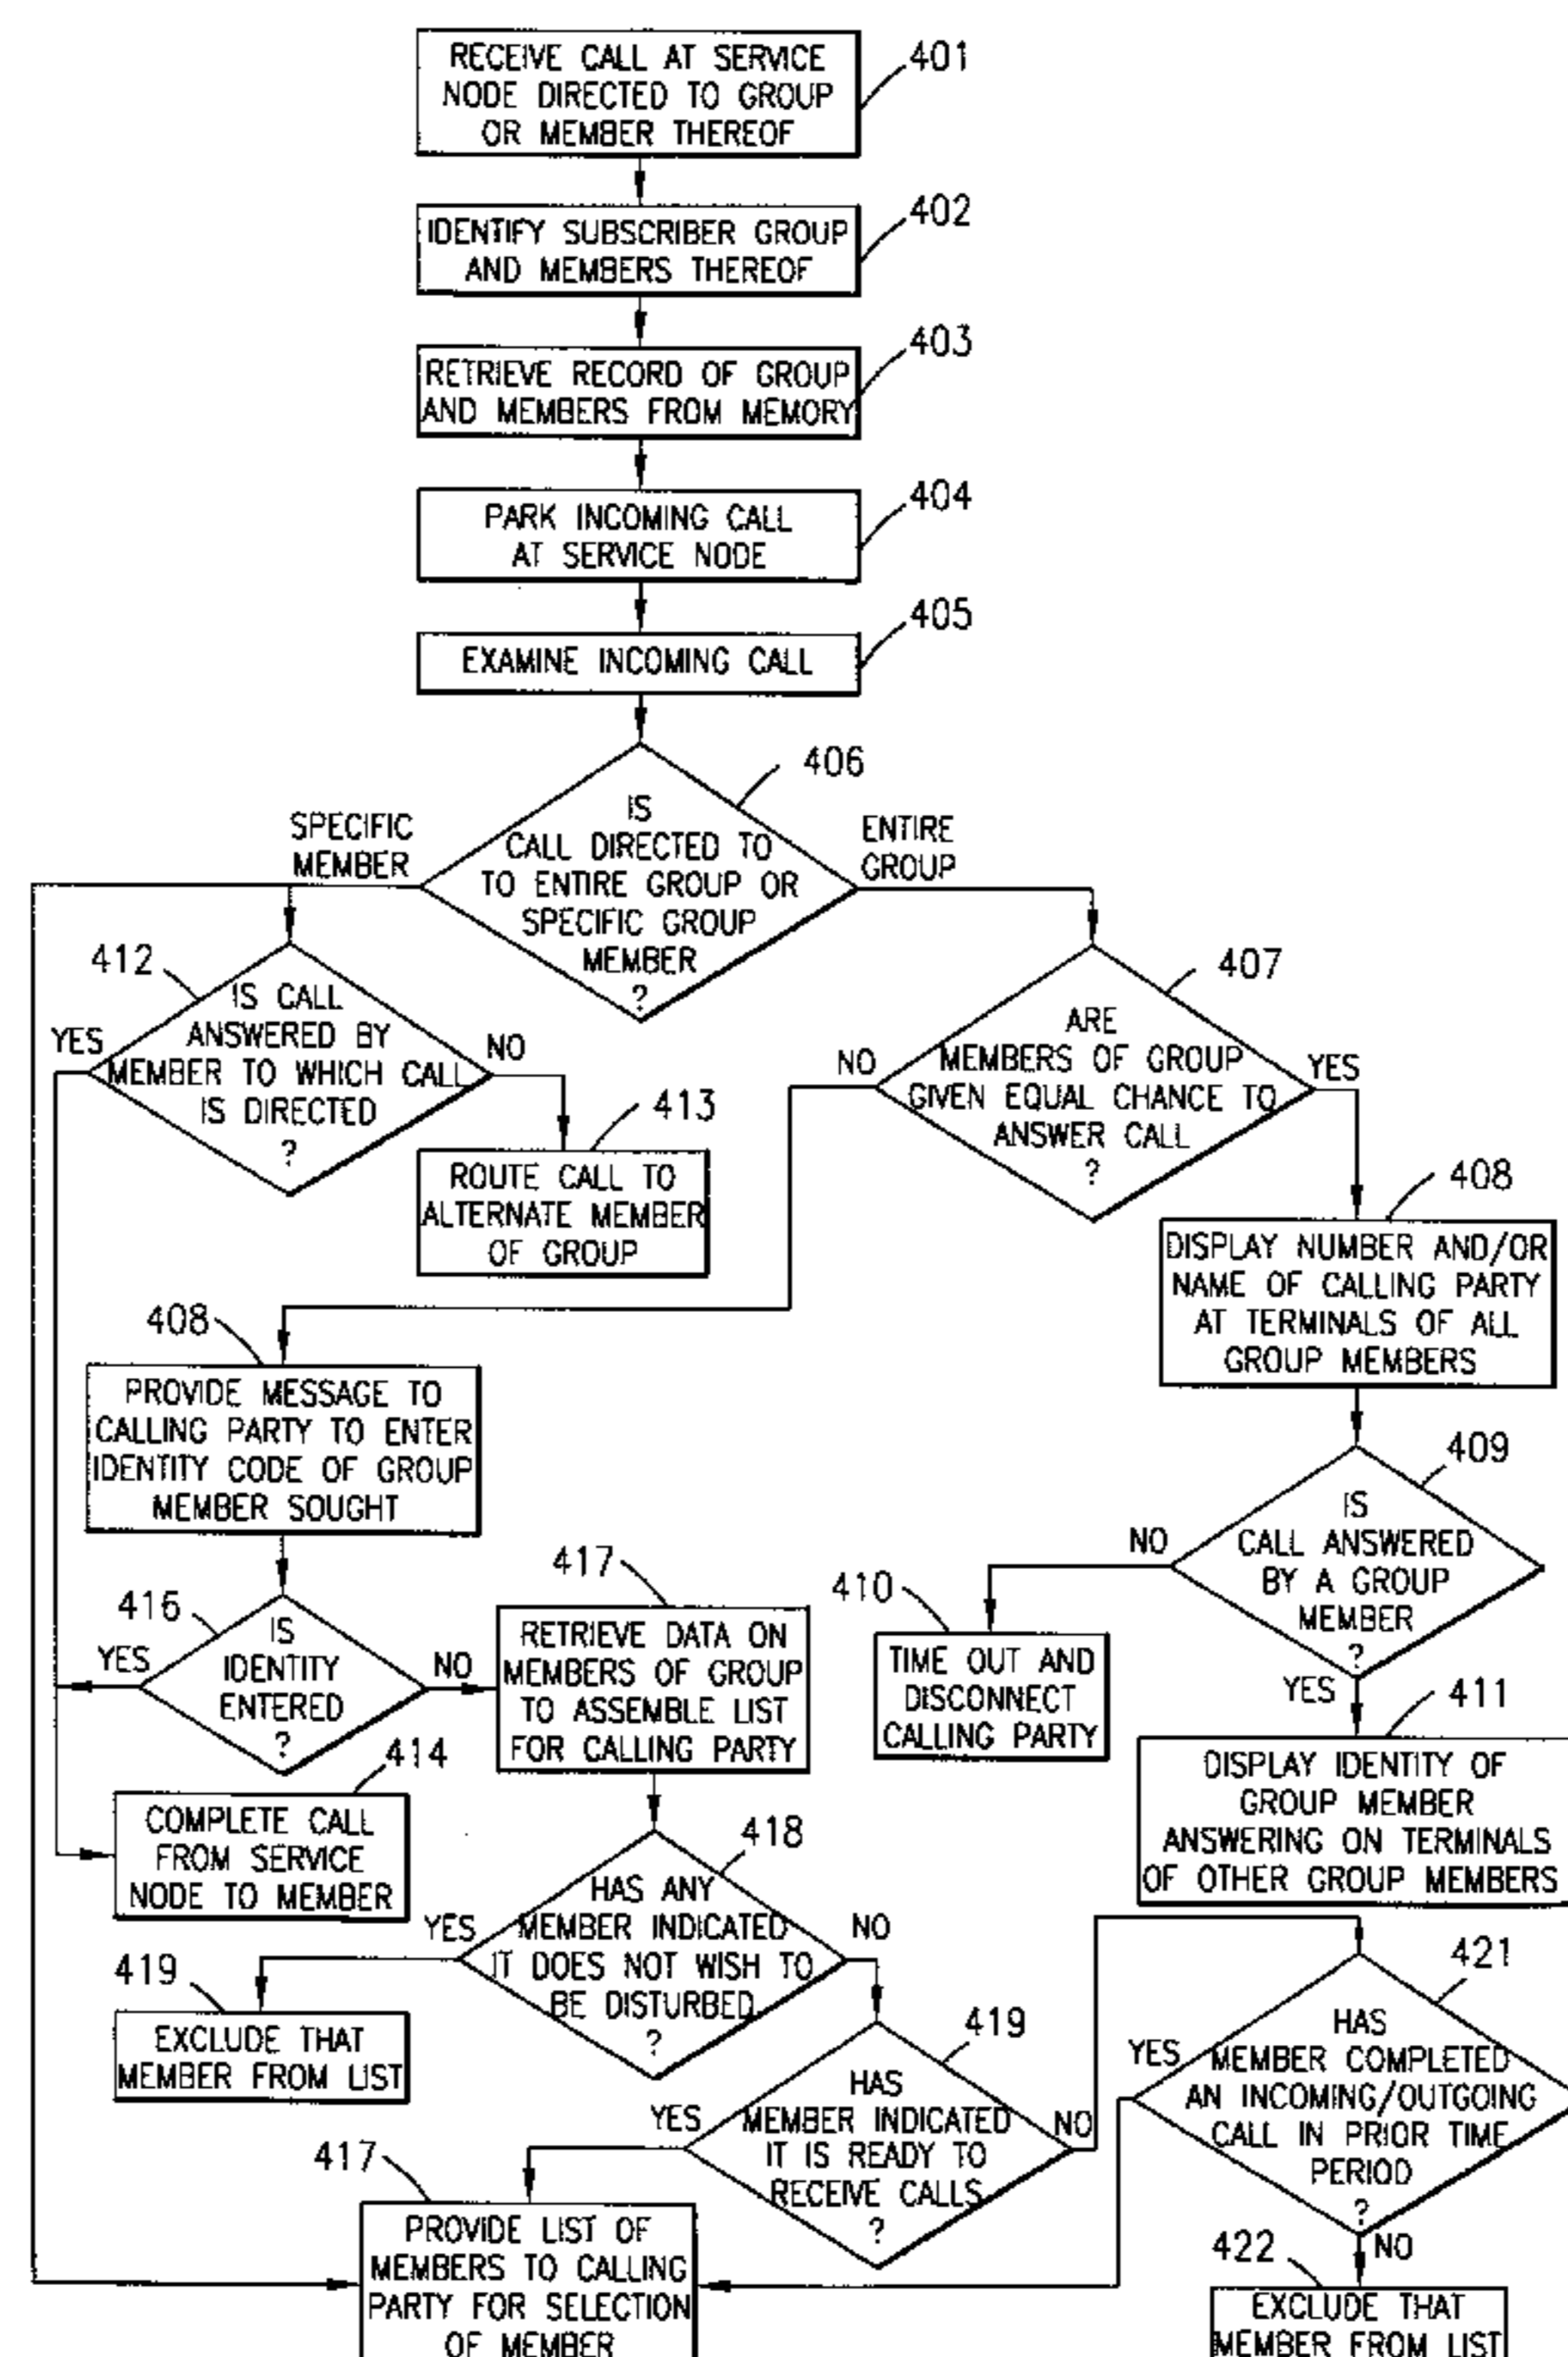 RECEIVE CALL AT SERVICE
NODE DIRECTED TO GROUP
OR MEMBER THEREOF
401
IDENTIFY SUBSCRIBER GROUP
AND MEMBERS THEREOF
402
RETRIEVE RECORD OF GROUP
AND MEMBERS FROM MEMORY
403
PARK INCOMING CALL
AT SERVICE NODE
404
EXAMINE INCOMING CALL
405
406
IS
CALL DIRECTED TO
TO ENTIRE GROUP OR
SPECIFIC GROUP
MEMBER
?
SPECIFIC
MEMBER
ENTIRE
GROUP
412
IS CALL
ANSWERED BY
MEMBER TO WHICH CALL
IS DIRECTED
?
YES
NO
413
ROUTE CALL TO
ALTERNATE MEMBER
OF GROUP
407
ARE
MEMBERS OF GROUP
GIVEN EQUAL CHANCE TO
ANSWER CALL
?
NO
YES
408
DISPLAY NUMBER AND/OR
NAME OF CALLING PARTY
AT TERMINALS OF ALL
GROUP MEMBERS
408
PROVIDE MESSAGE TO
CALLING PARTY TO ENTER
IDENTITY CODE OF GROUP
MEMBER SOUGHT
409
IS
CALL ANSWERED
BY A GROUP
MEMBER
?
NO
YES
410
TIME OUT AND
DISCONNECT
CALLING PARTY
411
DISPLAY IDENTITY OF
GROUP MEMBER
ANSWERING ON TERMINALS
OF OTHER GROUP MEMBERS
416
IS
IDENTITY
ENTERED
?
YES
NO
417
RETRIEVE DATA ON
MEMBERS OF GROUP
TO ASSEMBLE LIST
FOR CALLING PARTY
414
COMPLETE CALL
FROM SERVICE
NODE TO MEMBER
418
HAS ANY
MEMBER INDICATED
IT DOES NOT WISH TO
BE DISTURBED
?
YES
NO
419
EXCLUDE THAT
MEMBER FROM LIST
419
HAS
MEMBER INDICATED
IT IS READY TO
RECEIVE CALLS
?
YES
NO
421
HAS
MEMBER COMPLETED
AN INCOMING/OUTGOING
CALL IN PRIOR TIME
PERIOD
?
YES
NO
417
PROVIDE LIST OF
MEMBERS TO CALLING
PARTY FOR SELECTION
OF MEMBER
422
EXCLUDE THAT
MEMBER FROM LIST